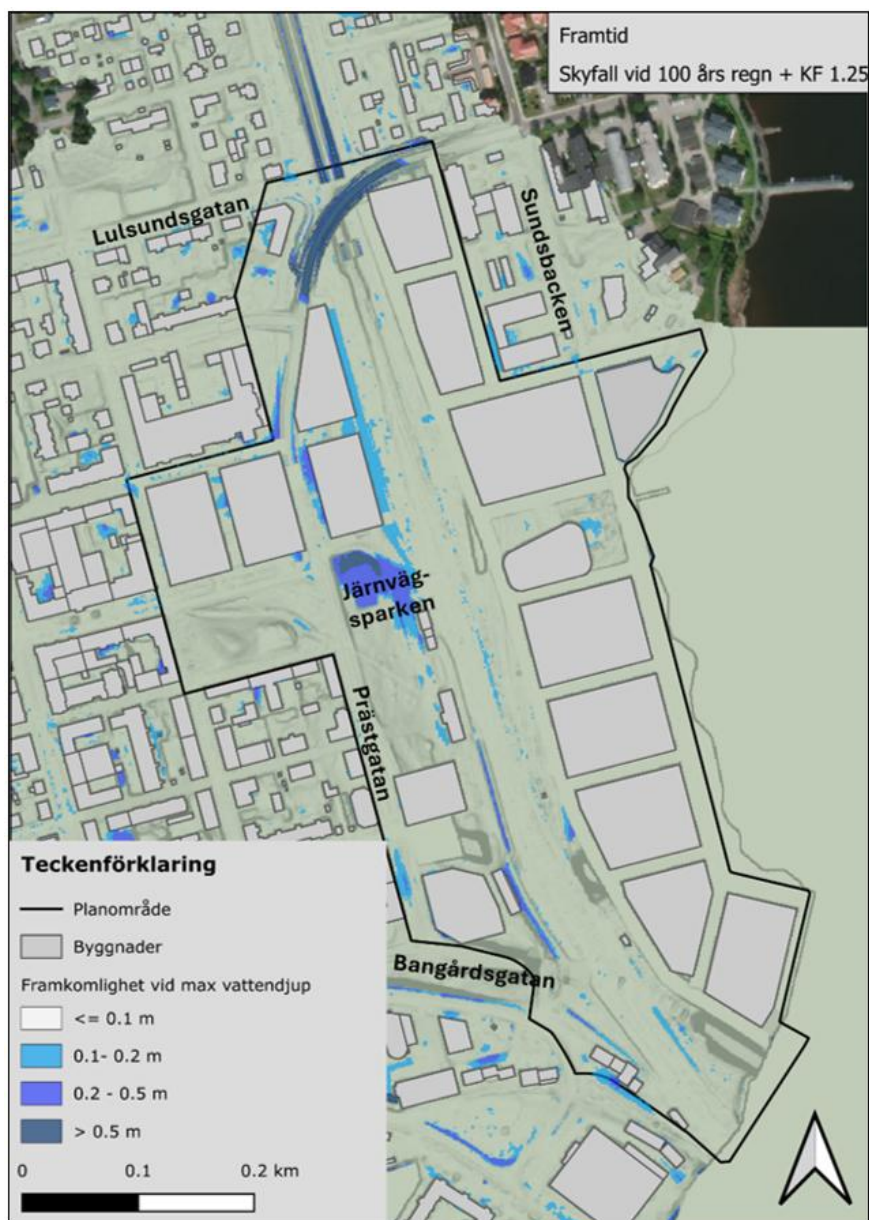 Framtid
Skyfall vid 100 års regn + KF 1.25
Lulsundsgatan
Sundsbacken
Järnväg-
sparken
Prästgatan
Bangårdsgatan
Teckenförklaring
Planområde
Byggnader
Framkomlighet vid max vattendjup
<= 0.1 m
0.1- 0.2 m
0.2 - 0.5 m
> 0.5 m
0 0.1 0.2 km